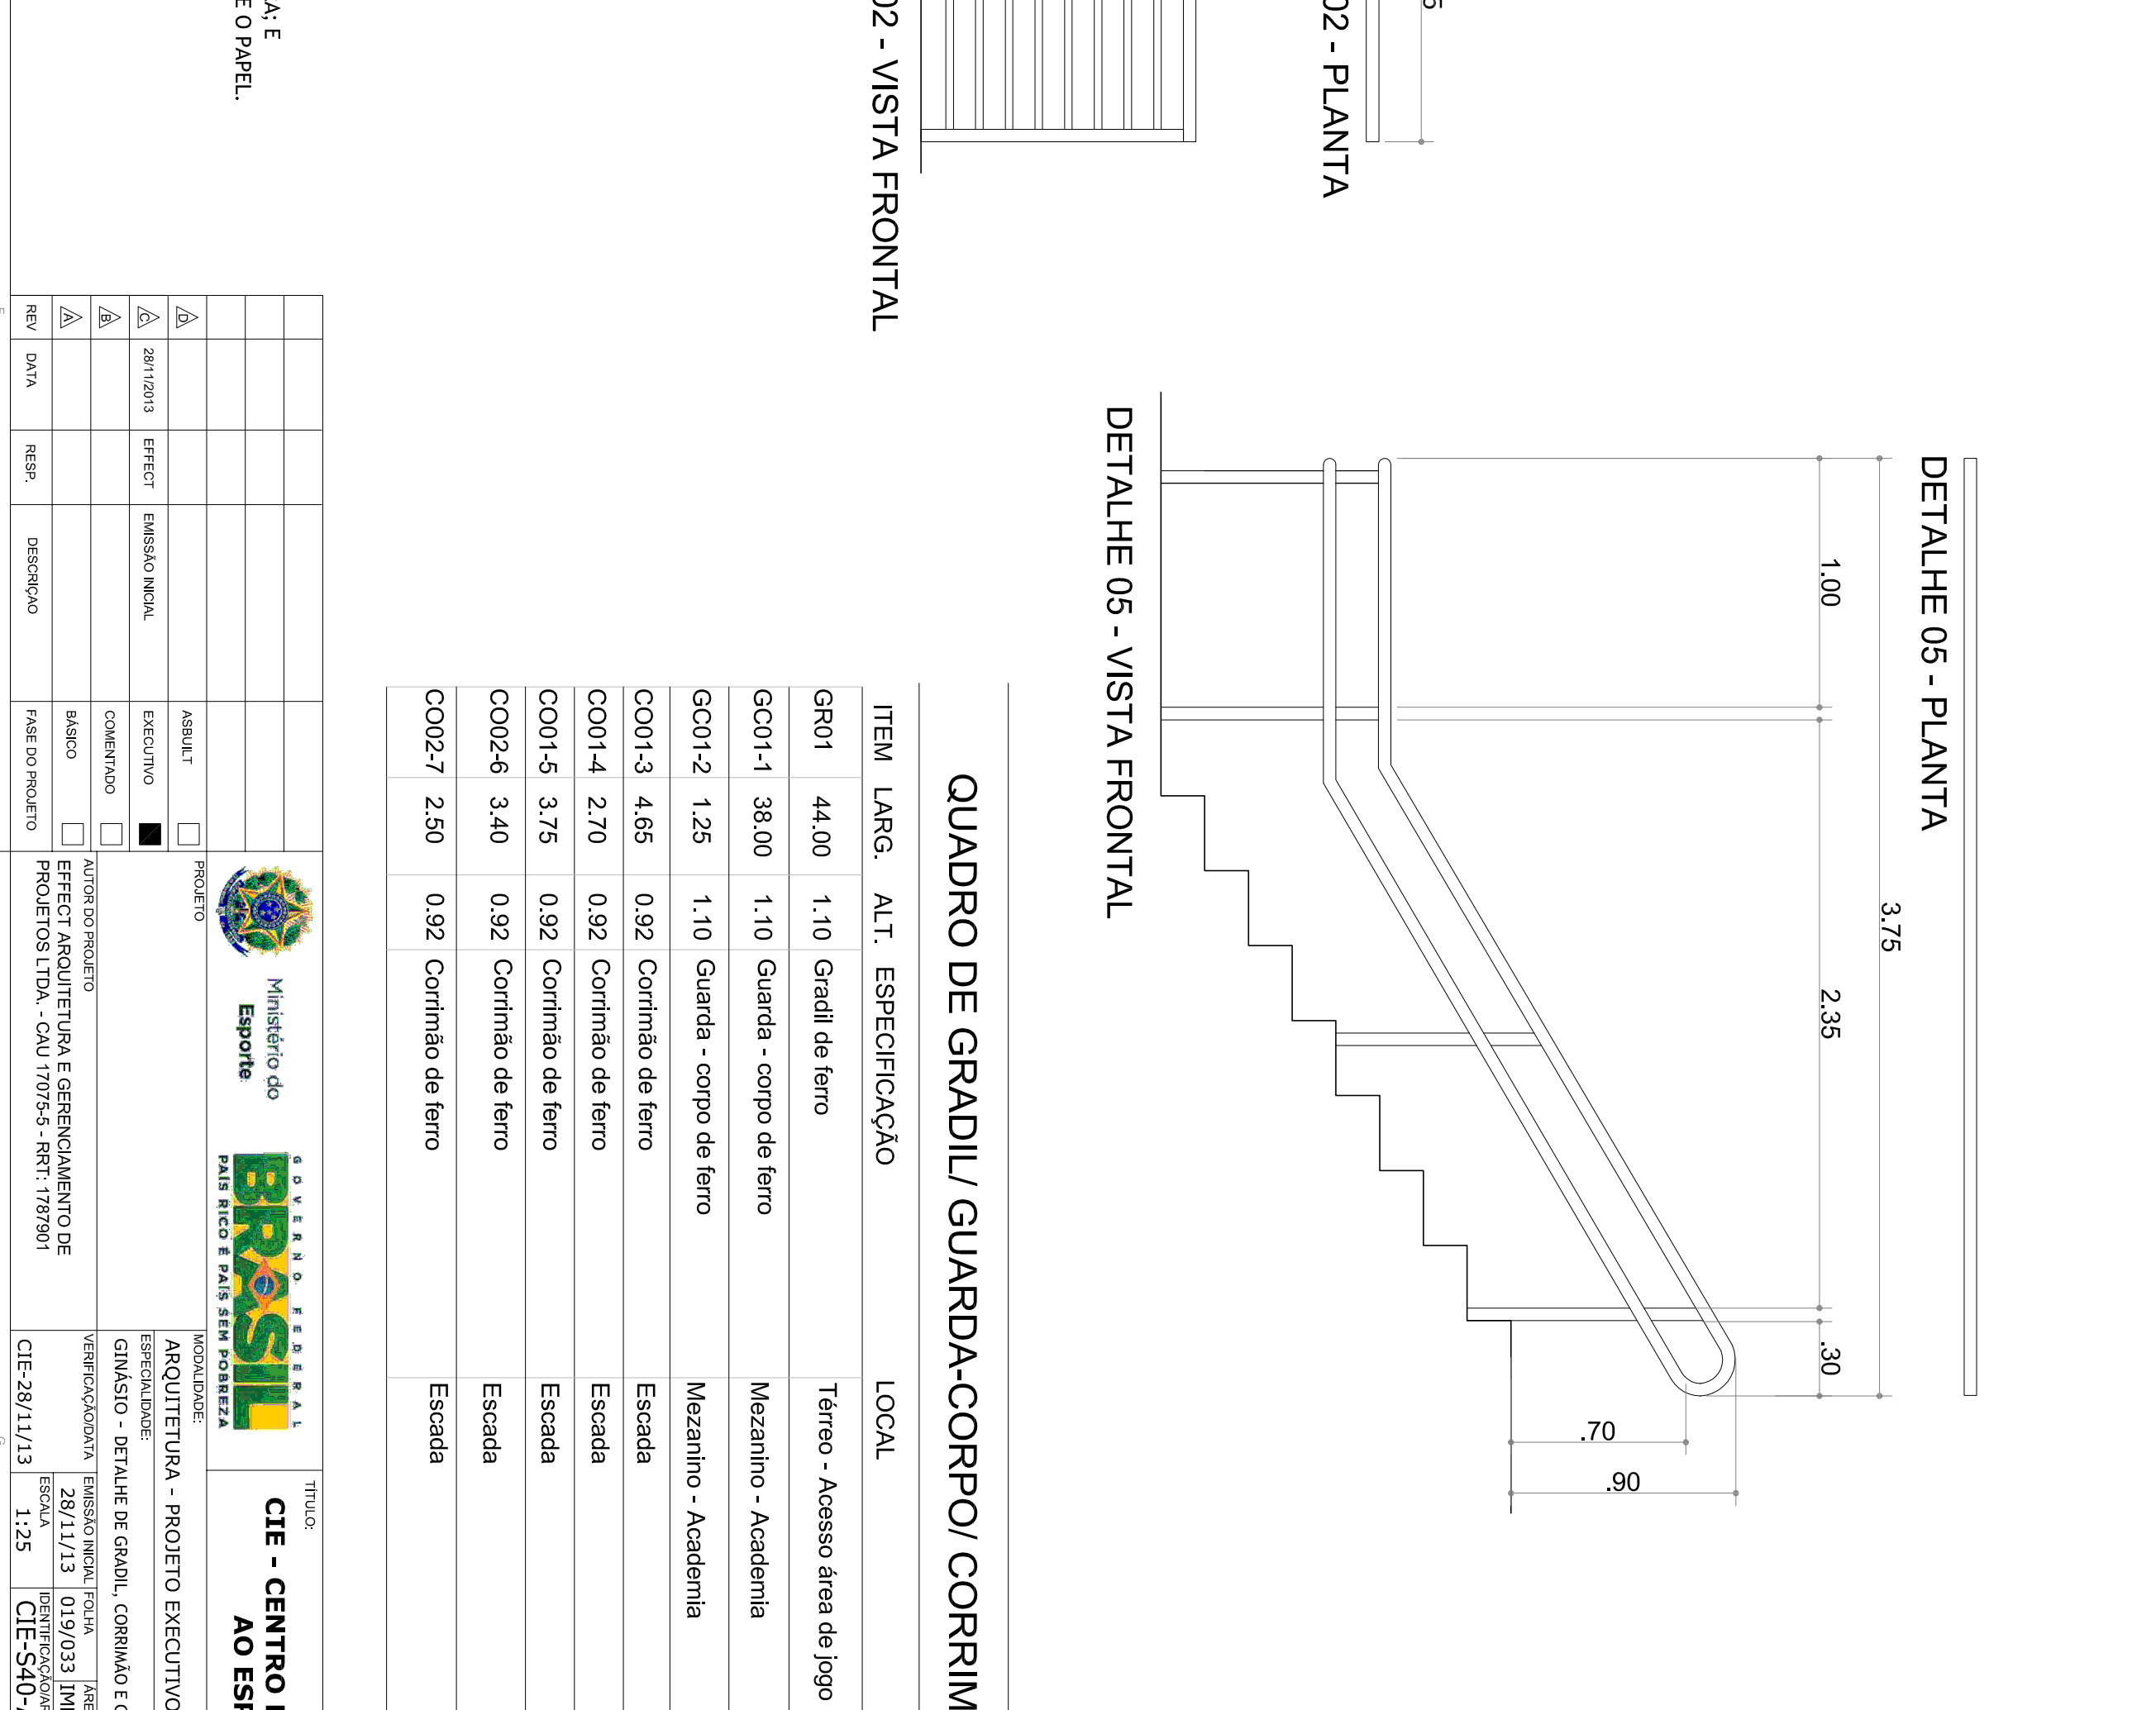 5
02 - PLANTA
02 - VISTA FRONTAL
A; E
E O PAPEL.
DETALHE 05 - PLANTA
3.75
1.00
2.35
.30
.70
.90
DETALHE 05 - VISTA FRONTAL
QUADRO DE GRADIL/ GUARDA-CORPO/ CORRIM
ITEM LARG. ALT. ESPECIFICAÇÃO LOCAL
GR01 44.00 1.10 Gradil de ferro Térreo - Acesso área de jogo
GC01-1 38.00 1.10 Guarda - corpo de ferro Mezanino - Academia
GC01-2 1.25 1.10 Guarda - corpo de ferro Mezanino - Academia
CO01-3 4.65 0.92 Corrimão de ferro Escada
CO01-4 2.70 0.92 Corrimão de ferro Escada
CO01-5 3.75 0.92 Corrimão de ferro Escada
CO02-6 3.40 0.92 Corrimão de ferro Escada
CO02-7 2.50 0.92 Corrimão de ferro Escada
D ASBUILT
C 28/11/2013 EFFECT EMISSÃO INICIAL EXECUTIVO
B COMENTADO
A BÁSICO
REV DATA RESP. DESCRIÇAO FASE DO PROJETO
Ministério do
Esporte
GOVERNO FEDERAL
BRASIL
PAÍS RICO É PAÍS SEM POBREZA
PROJETO
AUTOR DO PROJETO
EFFECT ARQUITETURA E GERENCIAMENTO DE
PROJETOS LTDA. - CAU 17075-5 - RRT: 1787901
TÍTULO:
CIE - CENTRO
AO ESP
MODALIDADE:
ARQUITETURA - PROJETO EXECUTIVO
ESPECIALIDADE:
GINÁSIO - DETALHE DE GRADIL, CORRIMÃO E
VERIFICAÇÃO/DATA
CIE-28/11/13
EMISSÃO INICIAL
28/11/13
FOLHA
019/033
ÁRE
IM
ESCALA
1:25
IDENTIFICAÇÃO/AR
CIE-S40-